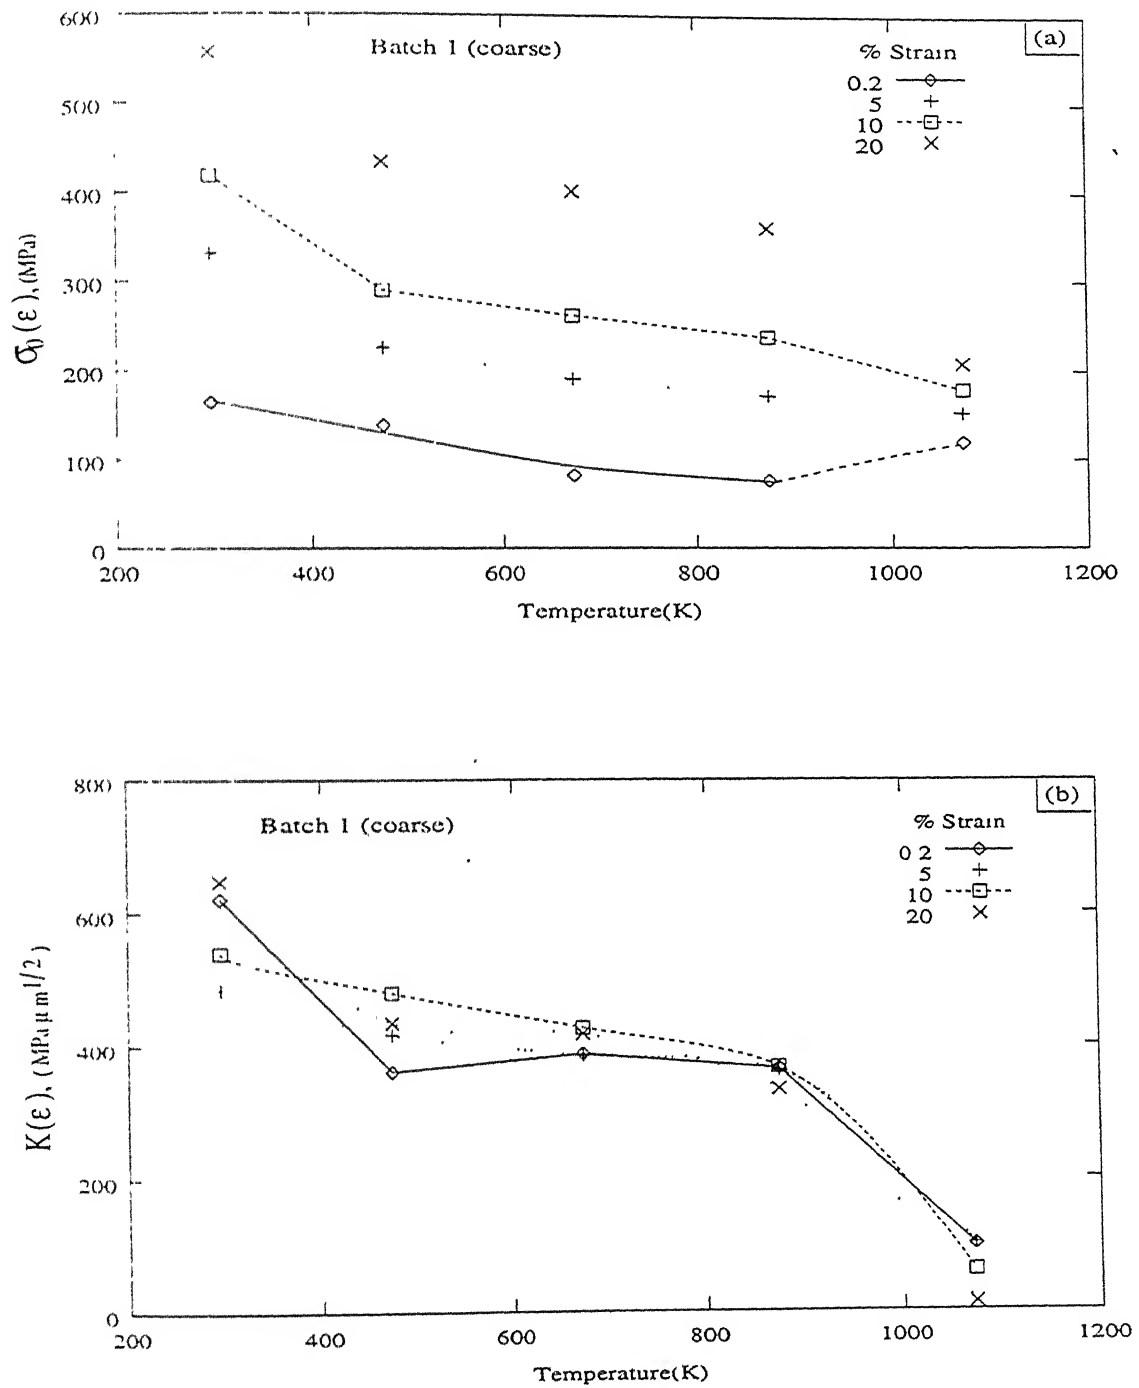 600
500
400
300
200
100
0
σ0(ε),(MPa)
Batch 1 (coarse)
(a)
% Strain
0.2
5
10
20
200 400 600 800 1000 1200
Temperature(K)
800
600
400
200
0
K(ε), (MPa μm1/2)
Batch 1 (coarse)
(b)
% Strain
0 2
5
10
20
200 400 600 800 1000 1200
Temperature(K)